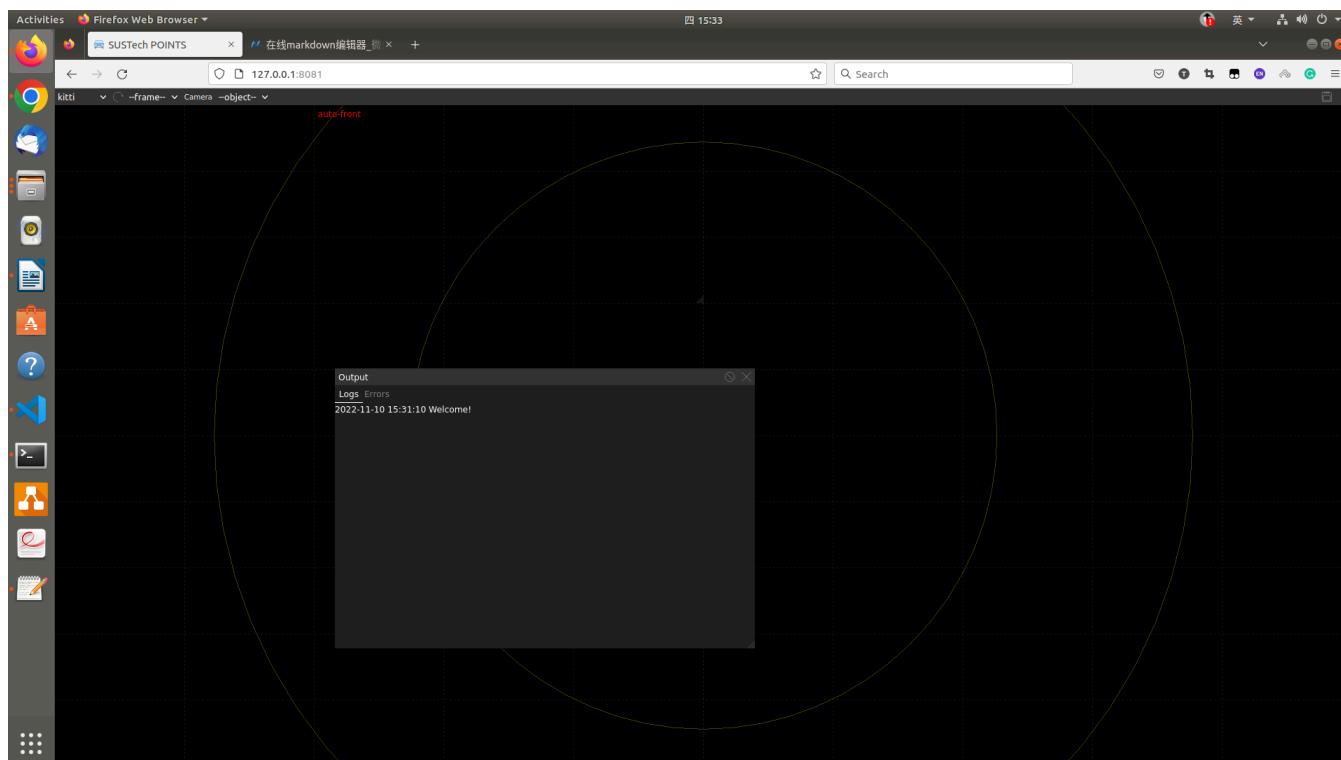 Activities Firefox Web Browser 四 15:33 英
SUSTech POINTS 在线markdown编辑器_
127.0.0.1:8081 Search
kitti --frame-- Camera --object--
auto-front
Output
Logs Errors
2022-11-10 15:31:10 Welcome!